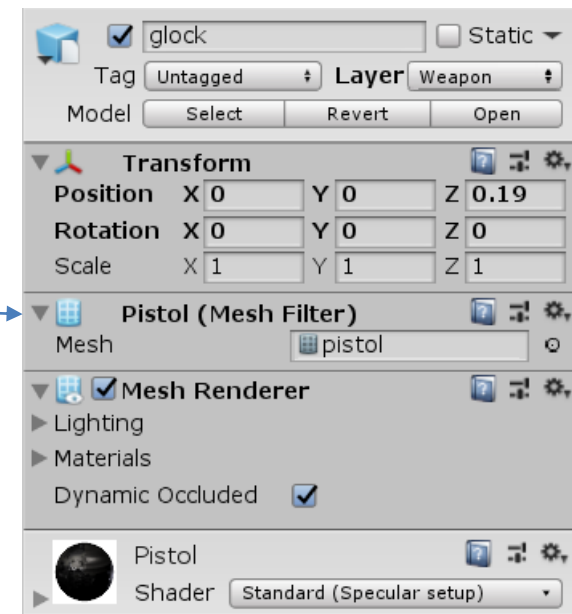 glock Static
Tag Untagged Layer Weapon
Model Select Revert Open
Transform
Position X 0 Y 0 Z 0.19
Rotation X 0 Y 0 Z 0
Scale X 1 Y 1 Z 1
Pistol (Mesh Filter)
Mesh pistol
Mesh Renderer
Lighting
Materials
Dynamic Occluded
Pistol
Shader Standard (Specular setup)